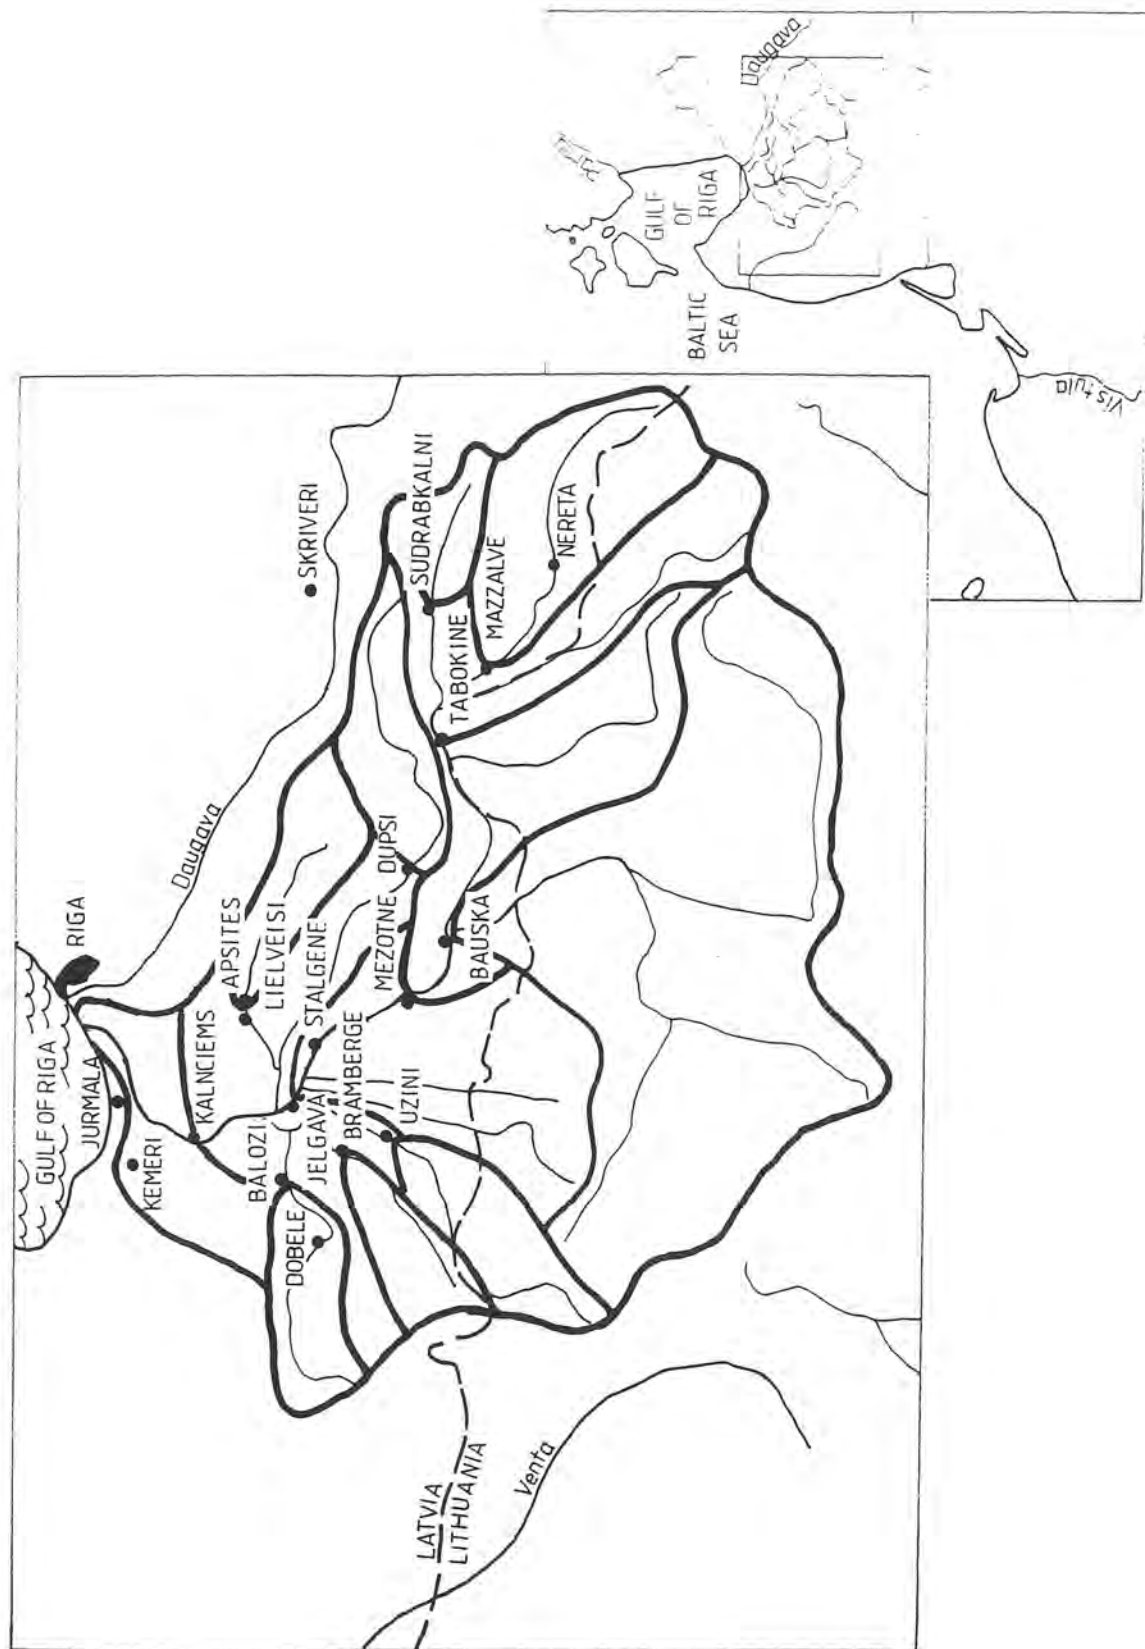 GULF OF RIGA
RIGA
JURMALA
KEMERI
Daugava
SKRIVERI
KALNCIEMS
APSITES
LIELVEISI
BALOZI
STALGENE
JELGAVA
BRAMBERGE
DOBELE
UZINI
MEZOTNE
DUPSI
BAUSKA
SUDRABKALNI
TABOKINE
MAZZALVE
NERETA
LATVIA
LITHUANIA
Venta
Daugava
GULF
OF
RIGA
BALTIC
SEA
Vistula